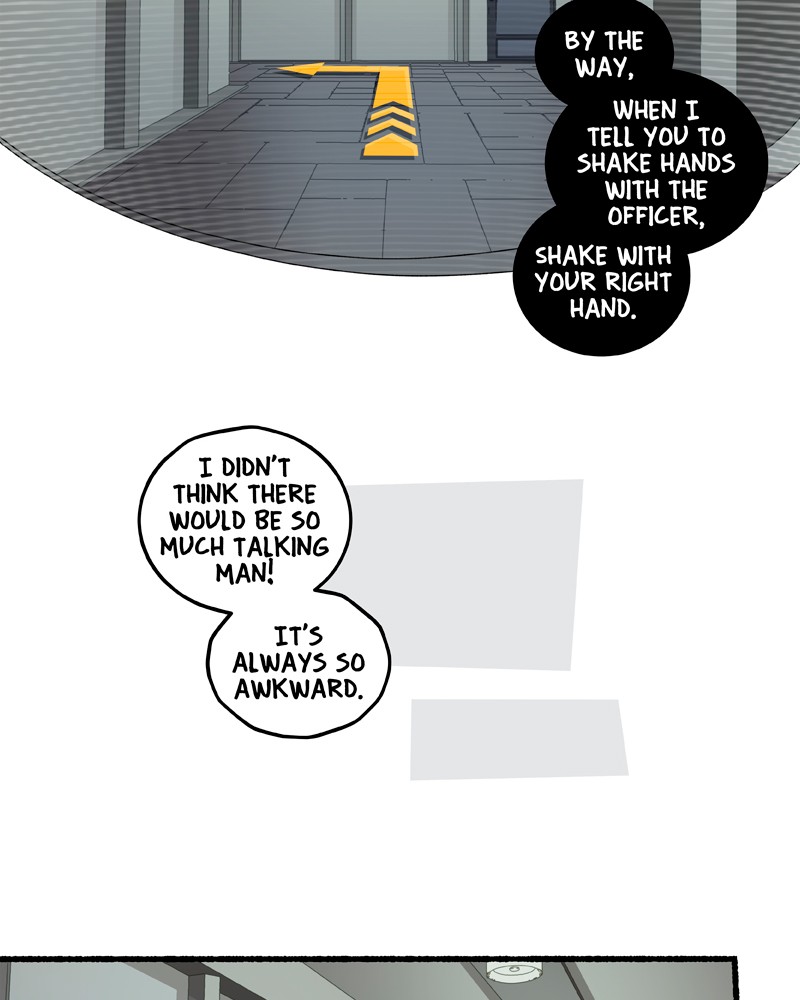 BY THE
WAY,
WHEN I
TELL YOU TO
SHAKE HANDS
WITH THE
OFFICER,
SHAKE WITH
YOUR RIGHT
HAND.
I DIDN'T
THINK THERE
WOULD BE SO
MUCH TALKING
MAN!
IT'S
ALWAYS SO
AWKWARD.